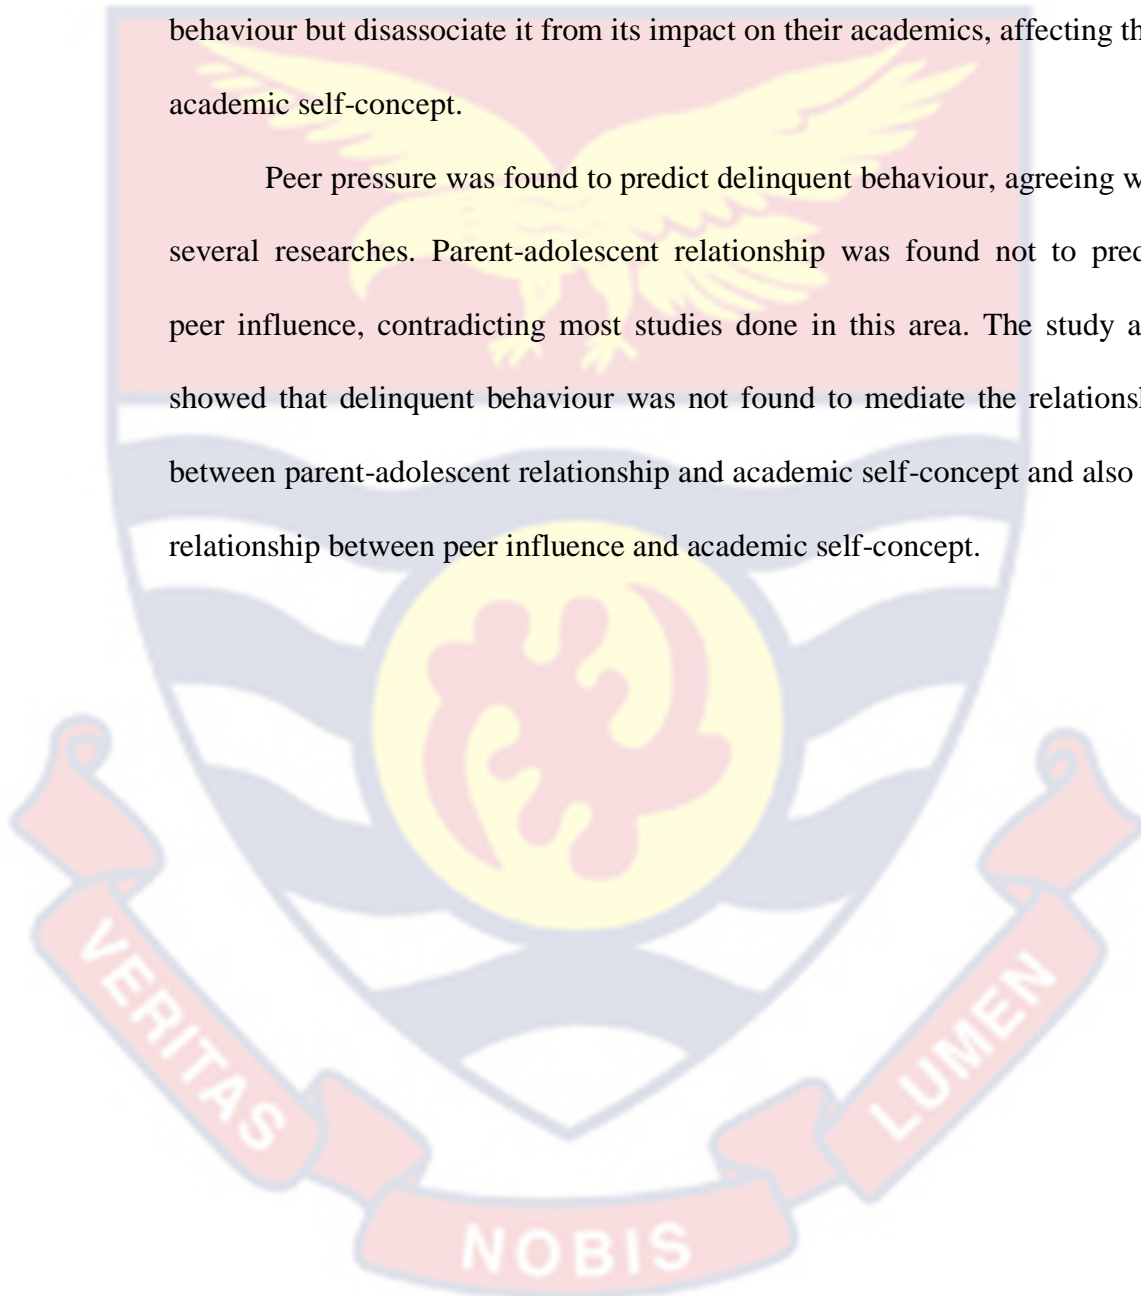 behaviour but disassociate it from its impact on their academics, affecting th
academic self-concept.
Peer pressure was found to predict delinquent behaviour, agreeing w
several researches. Parent-adolescent relationship was found not to pred
peer influence, contradicting most studies done in this area. The study a
showed that delinquent behaviour was not found to mediate the relations
between parent-adolescent relationship and academic self-concept and also
relationship between peer influence and academic self-concept.
VERITAS
NOBIS
LUMEN